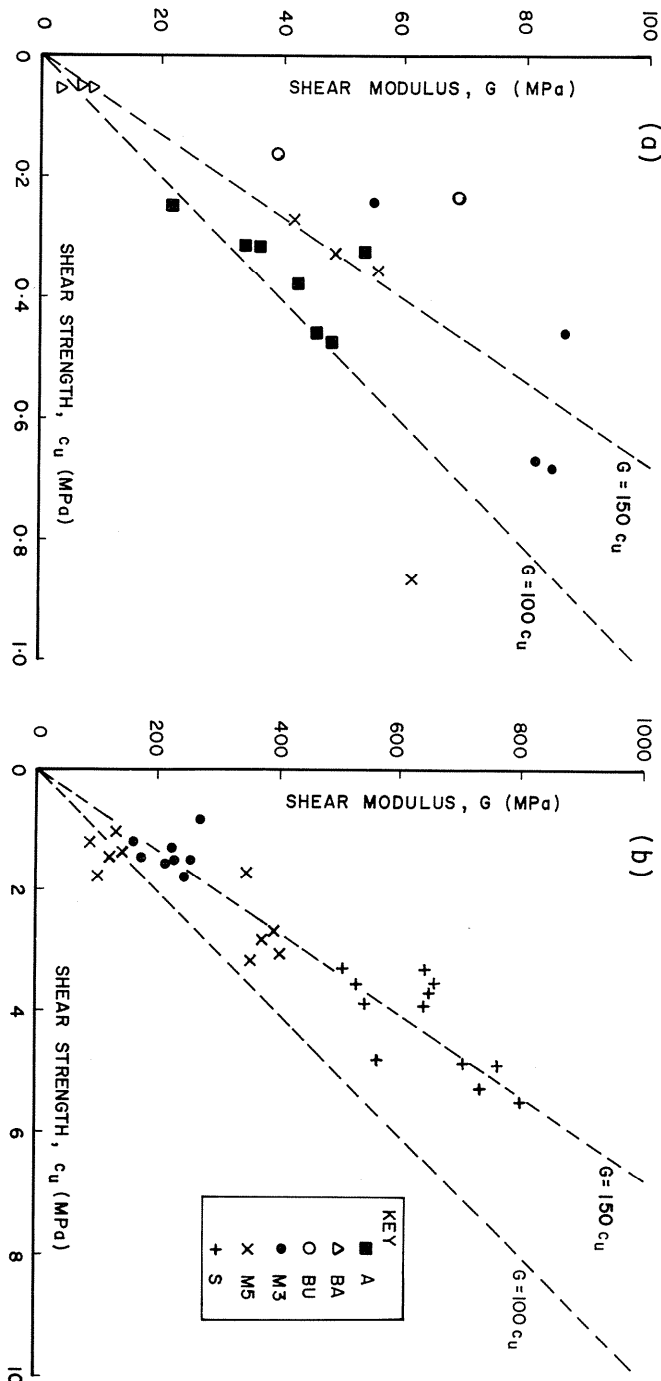 (a)
SHEAR MODULUS, G (MPa)
100
80
60
40
20
0
0 0·2 0·4 0·6 0·8 1·0
SHEAR STRENGTH, cᵤ (MPa)
G = 150 cᵤ
G = 100 cᵤ
(b)
SHEAR MODULUS, G (MPa)
1000
800
600
400
200
0
0 2 4 6 8 10
SHEAR STRENGTH, cᵤ (MPa)
G = 150 cᵤ
G = 100 cᵤ
KEY
A
BA
BU
M3
M5
S